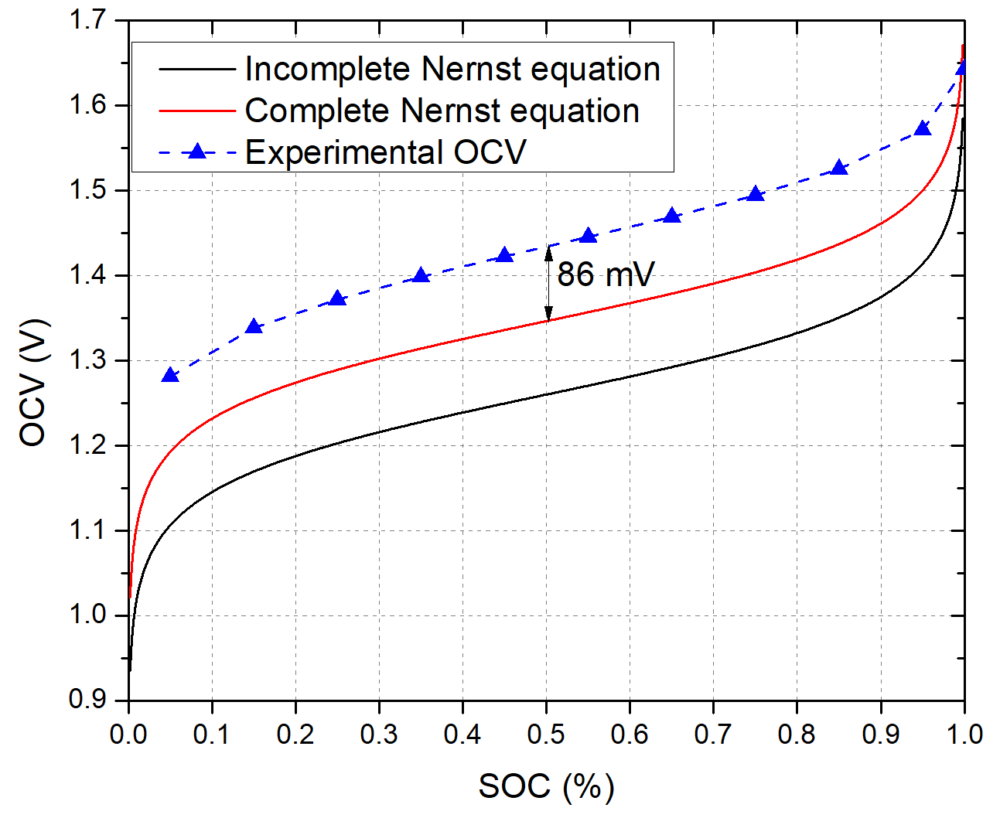 1.7
1.6
1.5
1.4
1.3
1.2
1.1
1.0
0.9
OCV (V)
Incomplete Nernst equation
Complete Nernst equation
Experimental OCV
86 mV
0.0 0.1 0.2 0.3 0.4 0.5 0.6 0.7 0.8 0.9 1.0
SOC (%)